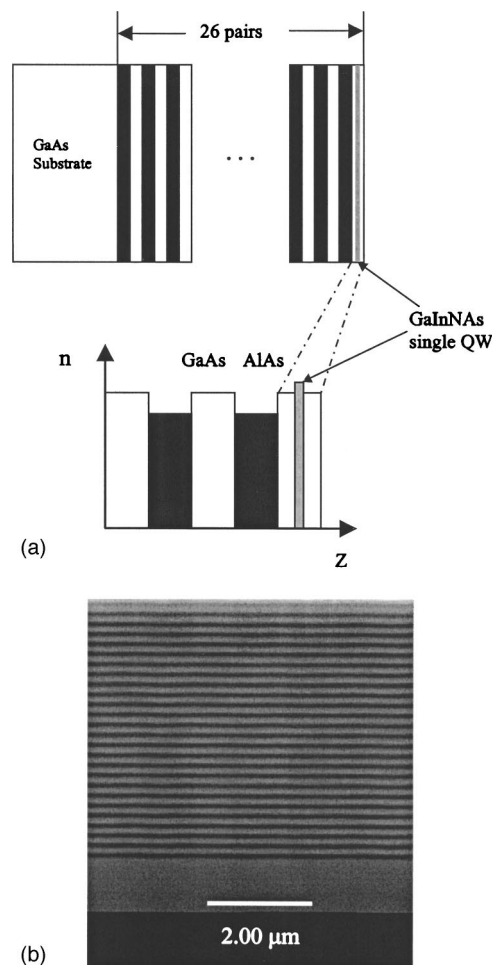 26 pairs
GaAs
Substrate
...
GaInNAs
single QW
n
GaAs AlAs
Z
(a)
2.00 µm
(b)